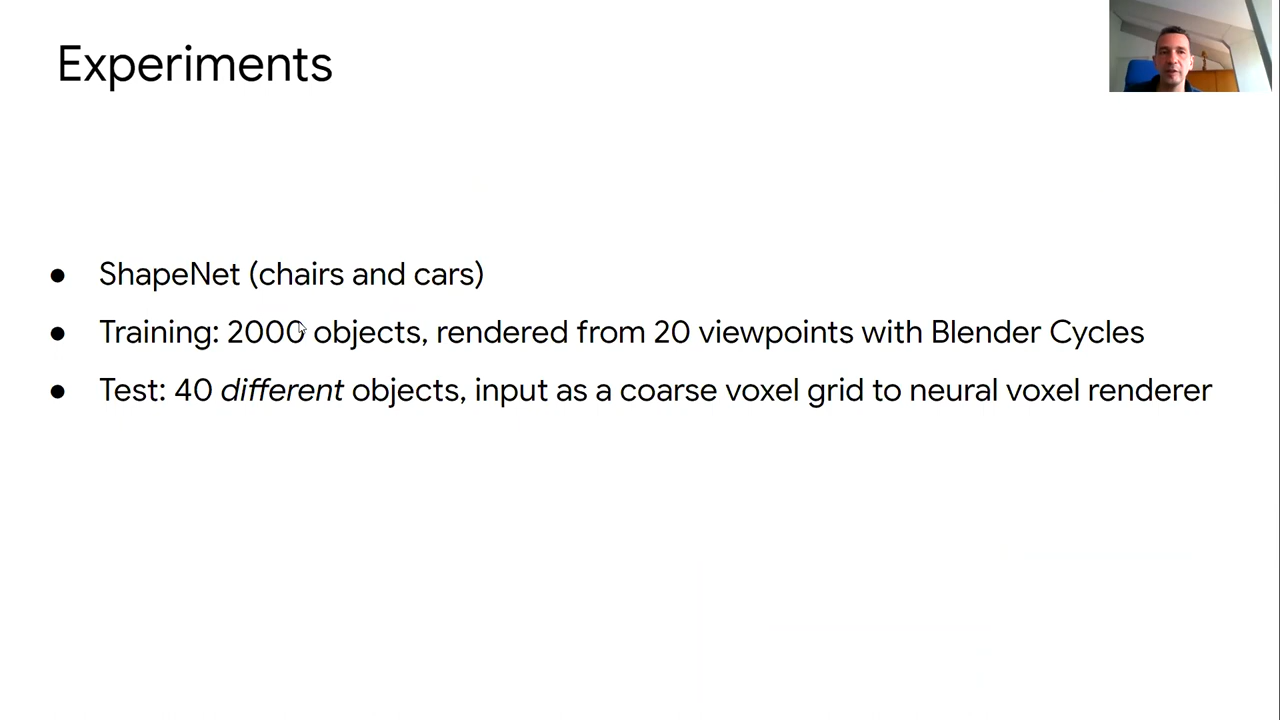 Experiments
● ShapeNet (chairs and cars)
● Training: 2000 objects, rendered from 20 viewpoints with Blender Cycles
● Test: 40 different objects, input as a coarse voxel grid to neural voxel renderer